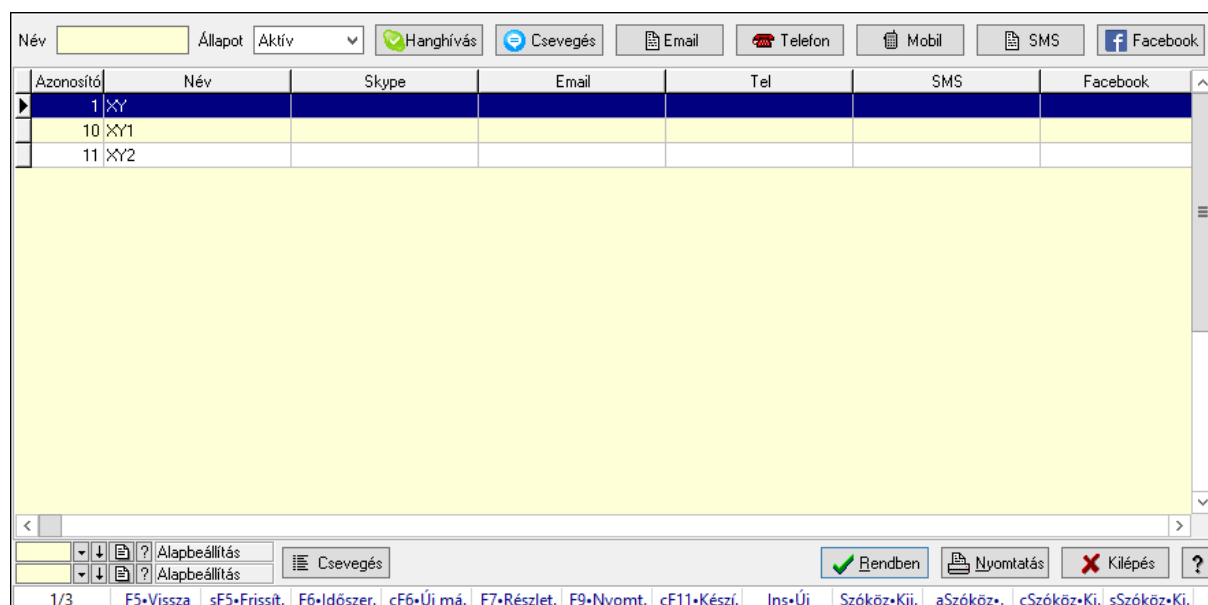 Név Állapot Aktív Hanghívás Csevegés Email Telefon Mobil SMS Facebook
Azonosító Név Skype Email Tel SMS Facebook
1 XY
10 XY1
11 XY2
? Alapbeállítás
? Alapbeállítás
Csevegés Rendben Nyomtatás Kilépés ?
1/3 F5•Vissza sF5•Frissít. F6•Időszer. cF6•Új má. F7•Részlet. F9•Nyomt. cF11•Készí. Ins•Új Szóköz•Kij. aSzóköz•. cSzóköz•Ki. sSzóköz•Ki.